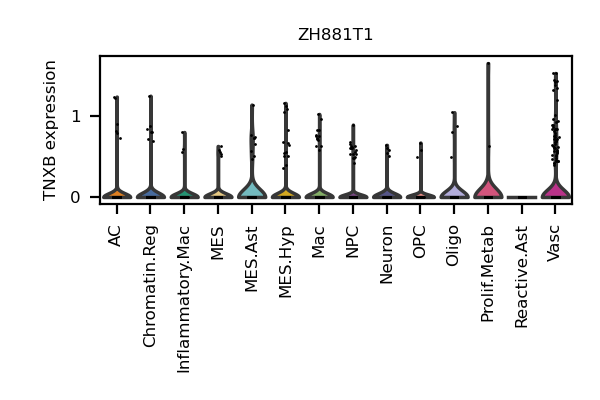 ZH881T1
TNXB expression
1
0
AC
Chromatin.Reg
Inflammatory.Mac
MES
MES.Ast
MES.Hyp
Mac
NPC
Neuron
OPC
Oligo
Prolif.Metab
Reactive.Ast
Vasc